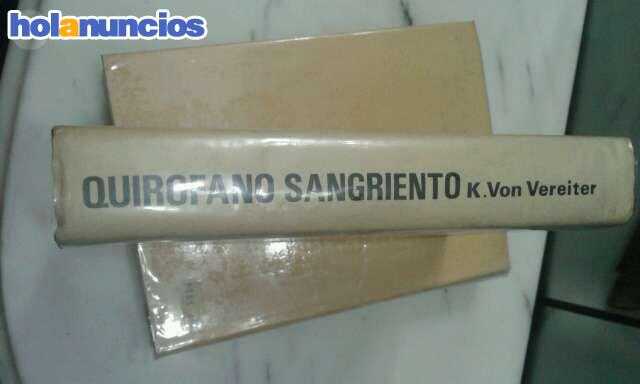 holanuncios
QUIROFANO SANGRIENTO K. Von Vereiter